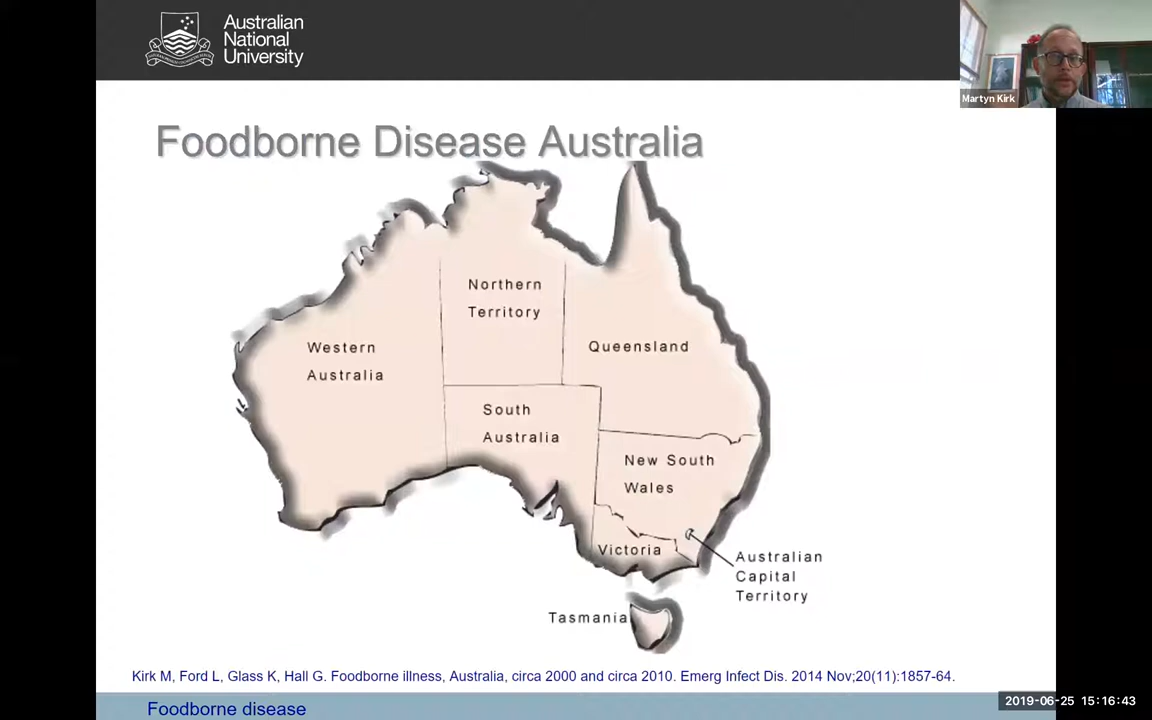 Australian
National
University
Martyn Kirk
Foodborne Disease Australia
Northern
Territory
Western
Australia
Queensland
South
Australia
New South
Wales
Victoria
Australian
Capital
Territory
Tasmania
Kirk M, Ford L, Glass K, Hall G. Foodborne illness, Australia, circa 2000 and circa 2010. Emerg Infect Dis. 2014 Nov;20(11):1857-64.
Foodborne disease
2019-06-25 15:16:43